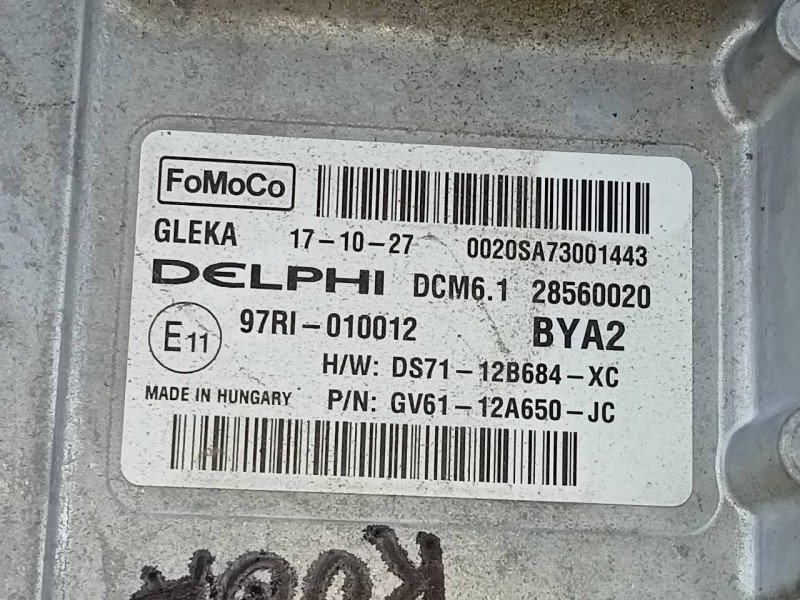 FoMoCo
GLEKA 17-10-27 0020SA73001443
DELPHI DCM6.1 28560020
E11 97RI-010012 BYA2
H/W: DS71-12B684-XC
MADE IN HUNGARY P/N: GV61-12A650-JC